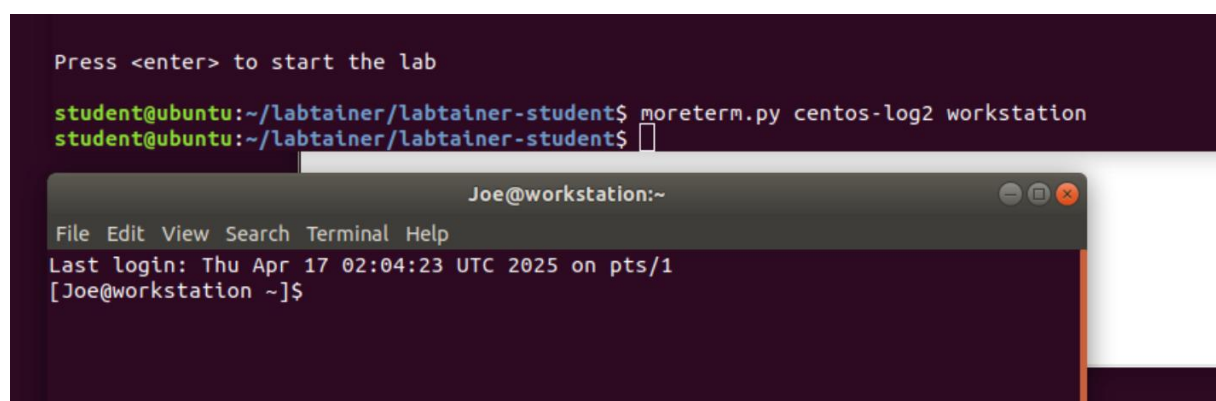 Press <enter> to start the lab
student@ubuntu:~/labtainer/labtainer-student$ moreterm.py centos-log2 workstation
student@ubuntu:~/labtainer/labtainer-student$
Joe@workstation:~
File Edit View Search Terminal Help
Last login: Thu Apr 17 02:04:23 UTC 2025 on pts/1
[Joe@workstation ~]$